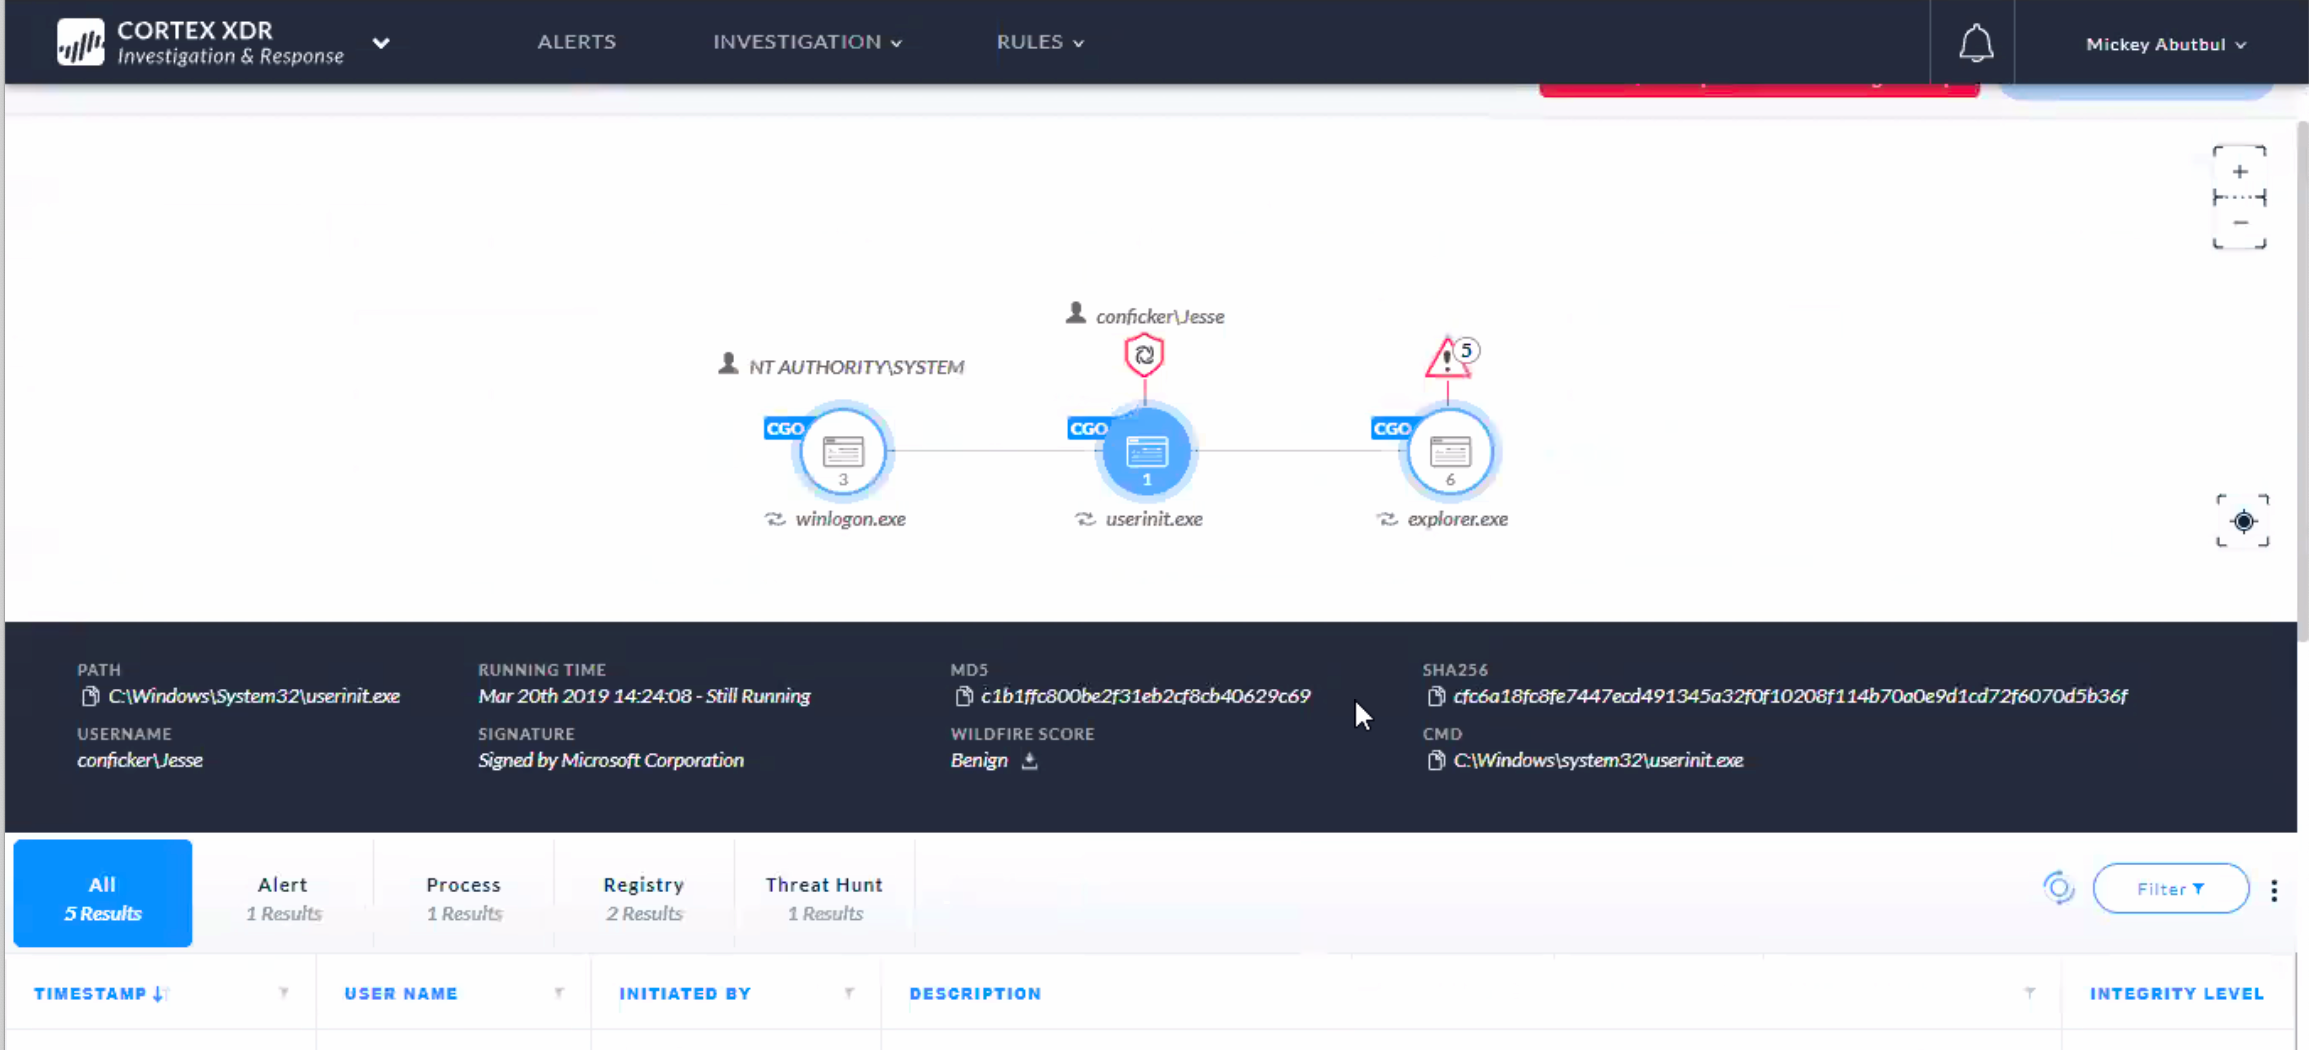 CORTEX XDR
Investigation & Response
ALERTS
INVESTIGATION
RULES
Mickey Abutbul
conficker\Jesse
NT AUTHORITY\SYSTEM
5
CGO
CGO
CGO
3
1
6
winlogon.exe
userinit.exe
explorer.exe
PATH
C:\Windows\System32\userinit.exe
RUNNING TIME
Mar 20th 2019 14:24:08 - Still Running
MD5
c1b1ffc800be2f31eb2cf8cb40629c69
SHA256
cfc6a18fc8fe7447ecd491345a32f0f10208f114b70a0e9d1cd72f6070d5b36f
USERNAME
conficker\Jesse
SIGNATURE
Signed by Microsoft Corporation
WILDFIRE SCORE
Benign
CMD
C:\Windows\system32\userinit.exe
All
5 Results
Alert
1 Results
Process
1 Results
Registry
2 Results
Threat Hunt
1 Results
Filter
TIMESTAMP
USER NAME
INITIATED BY
DESCRIPTION
INTEGRITY LEVEL